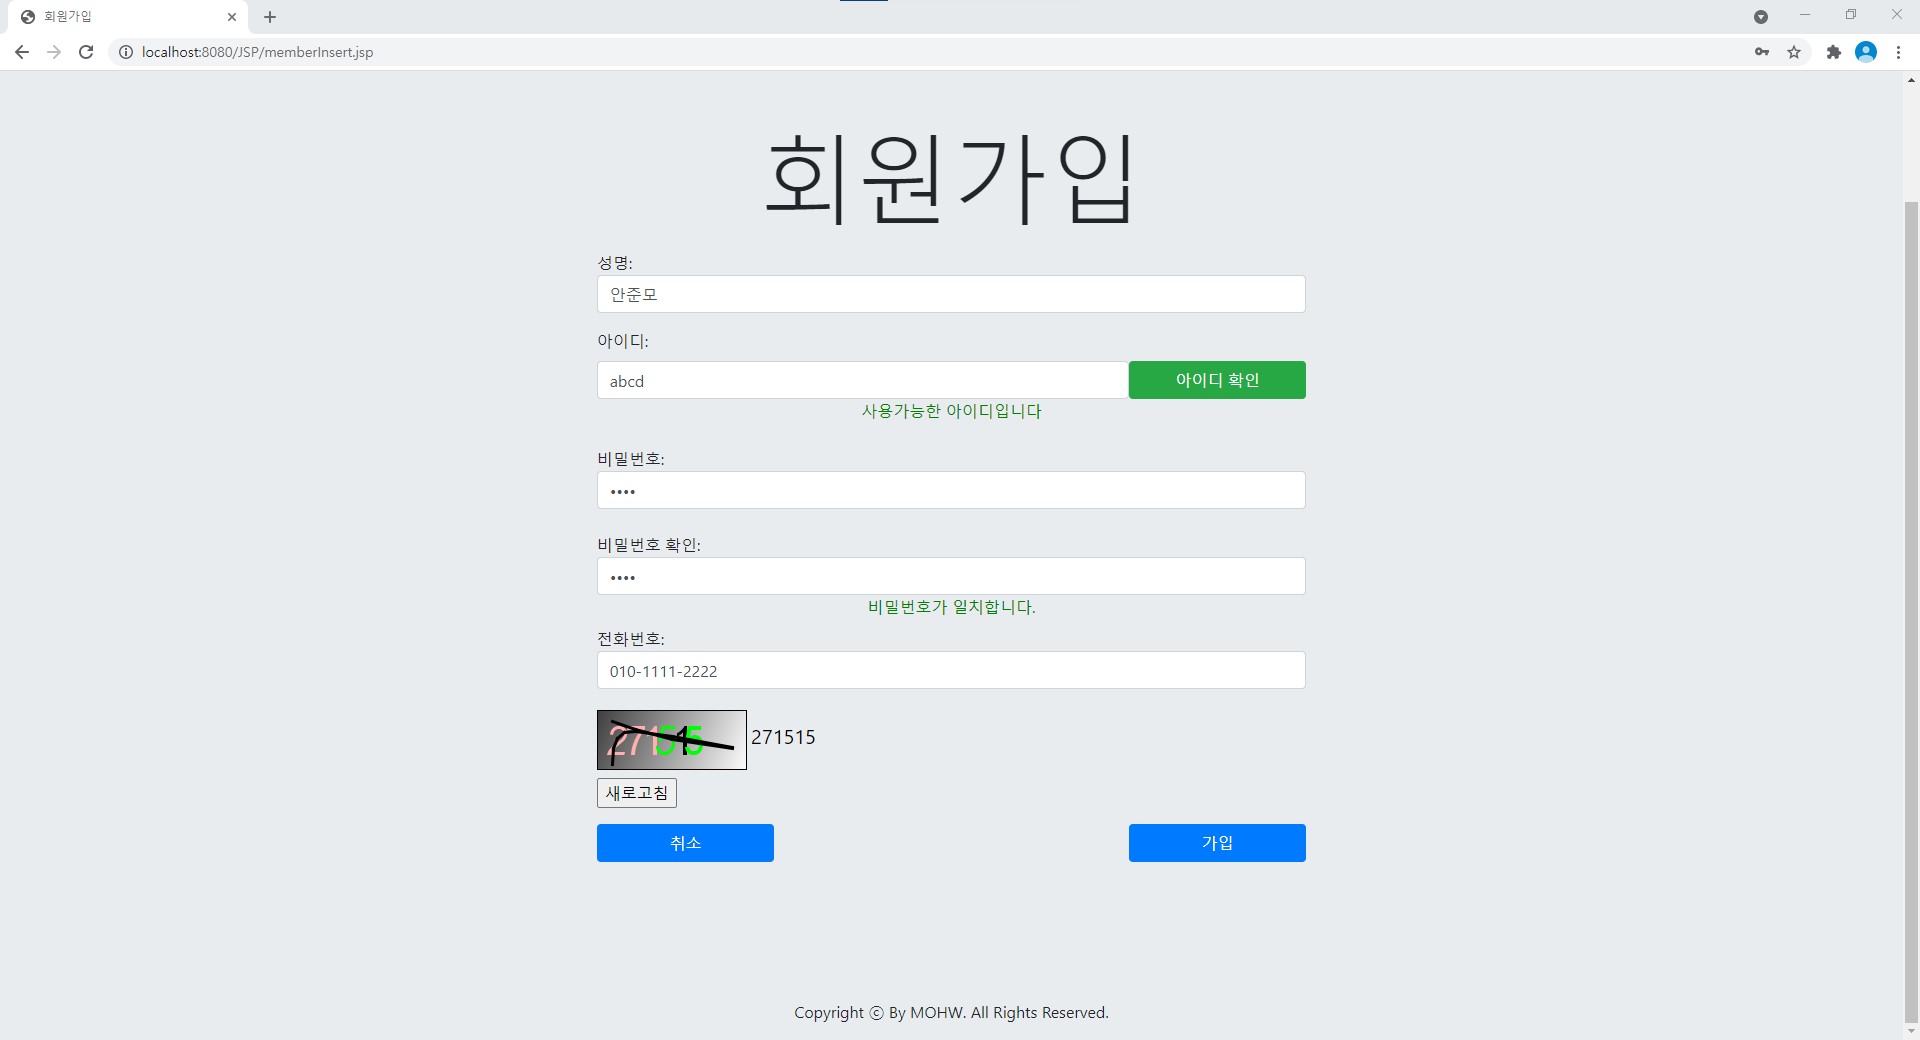 회원가입
localhost:8080/JSP/memberInsert.jsp
회원가입
성명:
안준모
아이디:
abcd 아이디 확인
사용가능한 아이디입니다
비밀번호:
••••
비밀번호 확인:
••••
비밀번호가 일치합니다.
전화번호:
010-1111-2222
271515 271515
새로고침
취소 가입
Copyright ⓒ By MOHW. All Rights Reserved.